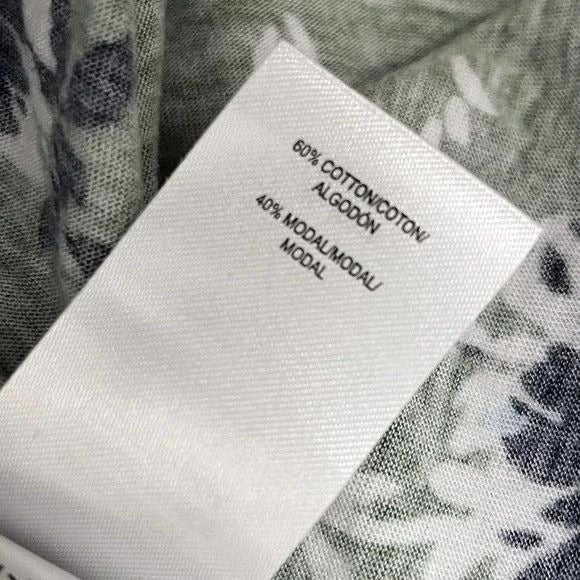 60% COTTON/COTON/
ALGODÓN
40% MODAL/MODAL/
MODAL